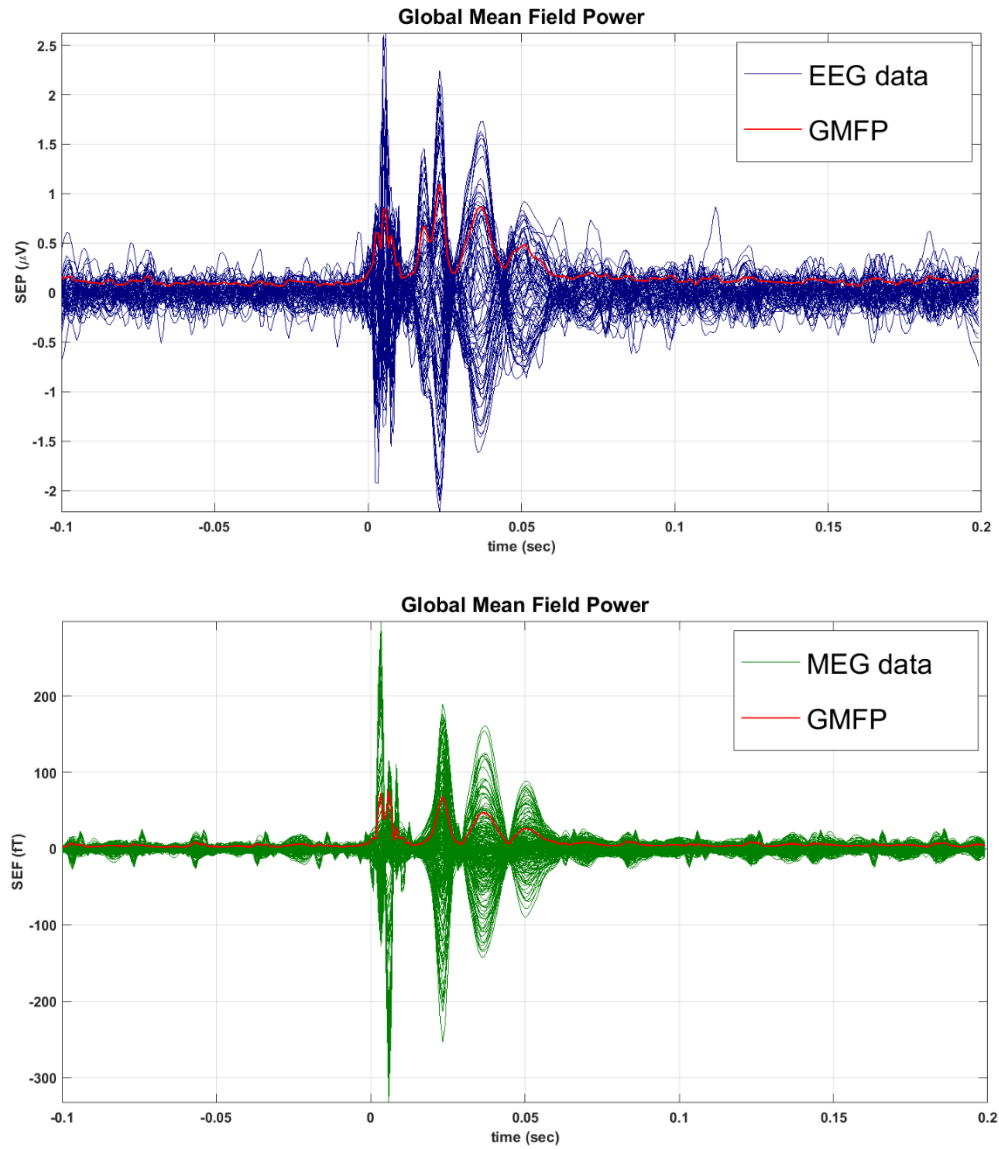 Global Mean Field Power
EEG data
GMFP
SEP (μV)
2.5
2
1.5
1
0.5
0
-0.5
-1
-1.5
-2
-0.1 -0.05 0 0.05 0.1 0.15 0.2
time (sec)
Global Mean Field Power
MEG data
GMFP
SEF (fT)
200
100
0
-100
-200
-300
-0.1 -0.05 0 0.05 0.1 0.15 0.2
time (sec)